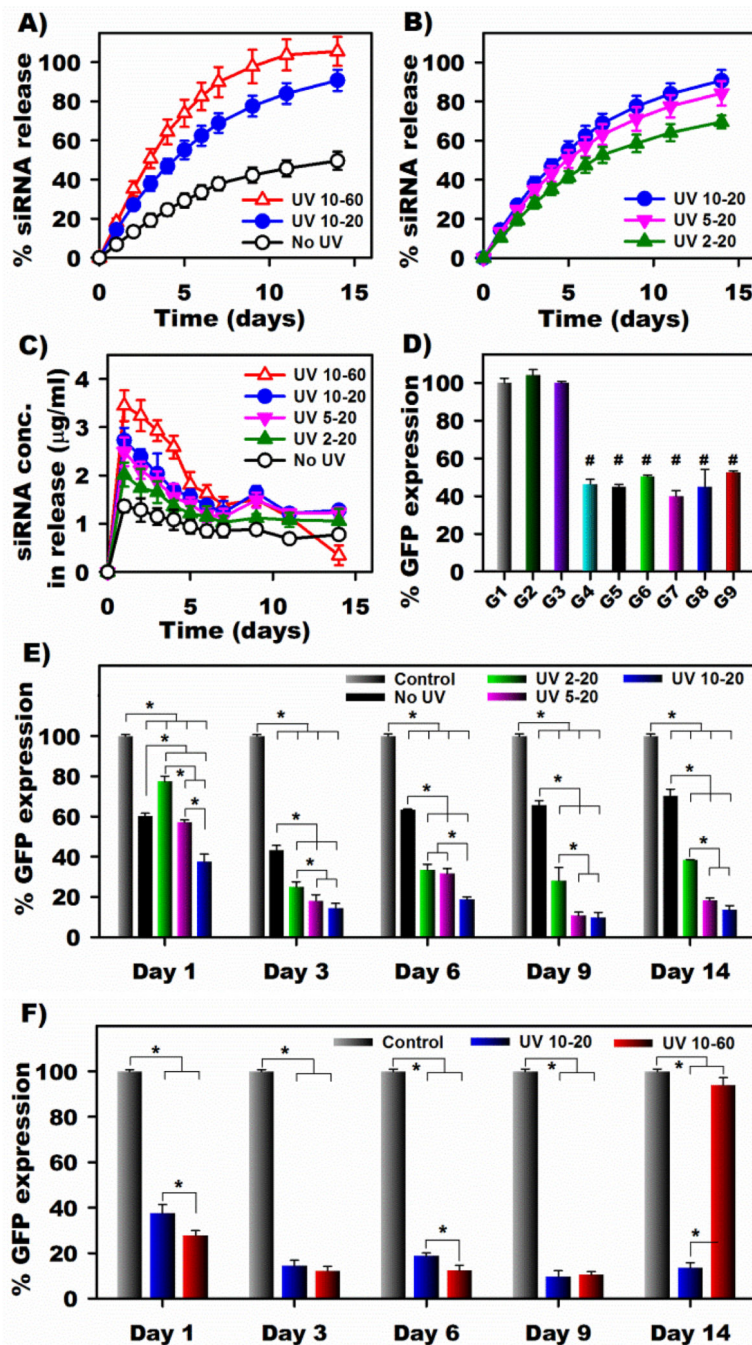 A)
% siRNA release
100
80
60
40
20
0
UV 10-60
UV 10-20
No UV
0 5 10 15
Time (days)
B)
% siRNA release
100
80
60
40
20
0
UV 10-20
UV 5-20
UV 2-20
0 5 10 15
Time (days)
C)
siRNA conc.
in release (μg/ml)
4
3
2
1
0
UV 10-60
UV 10-20
UV 5-20
UV 2-20
No UV
0 5 10 15
Time (days)
D)
% GFP expression
100
80
60
40
20
0
# # # # # #
G1 G2 G3 G4 G5 G6 G7 G8 G9
E)
% GFP expression
Control UV 2-20 UV 10-20
No UV UV 5-20
100
80
60
40
20
0
* * * * *
* * * * *
* * * * *
*
Day 1 Day 3 Day 6 Day 9 Day 14
F)
% GFP expression
Control UV 10-20 UV 10-60
100
80
60
40
20
0
* * * * *
* * *
Day 1 Day 3 Day 6 Day 9 Day 14